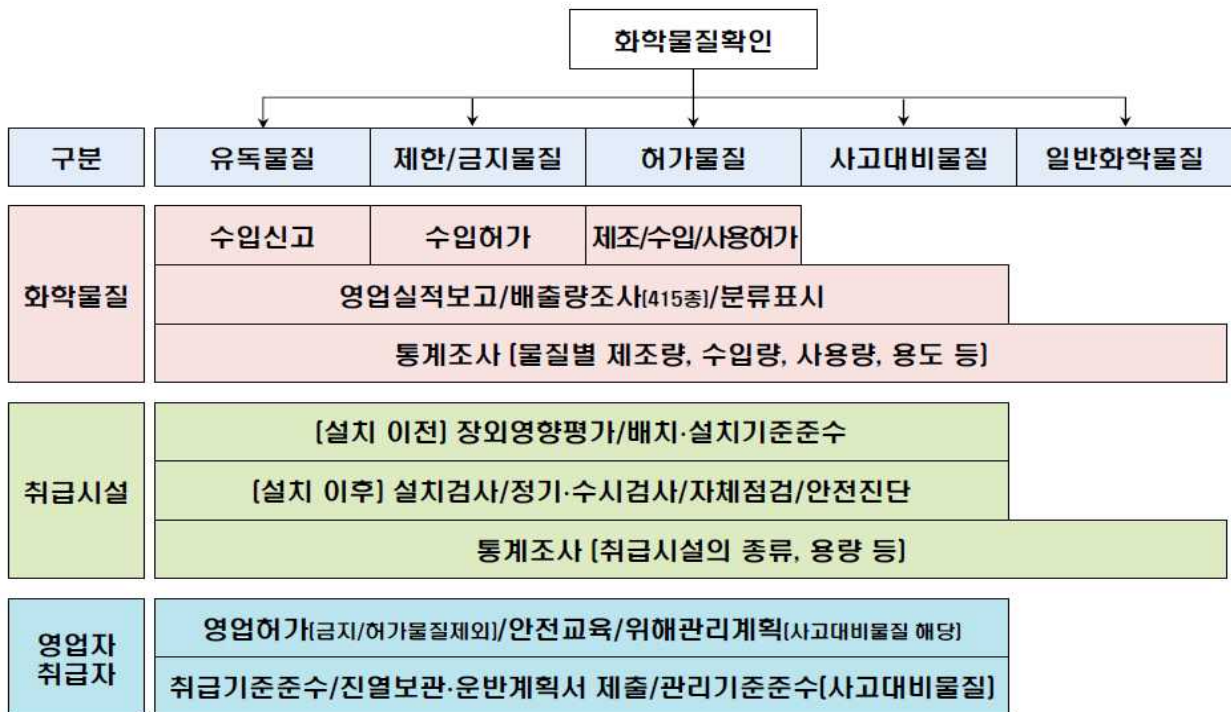 화학물질확인
구분 유독물질 제한/금지물질 허가물질 사고대비물질 일반화학물질
화학물질
수입신고 수입허가 제조/수입/사용허가
영업실적보고/배출량조사(415종)/분류표시
통계조사 (물질별 제조량, 수입량, 사용량, 용도 등)
취급시설
(설치 이전) 장외영향평가/배치·설치기준준수
(설치 이후) 설치검사/정기·수시검사/자체점검/안전진단
통계조사 (취급시설의 종류, 용량 등)
영업자
취급자
영업허가(금지/허가물질제외)/안전교육/위해관리계획(사고대비물질 해당)
취급기준준수/진열보관·운반계획서 제출/관리기준준수(사고대비물질)